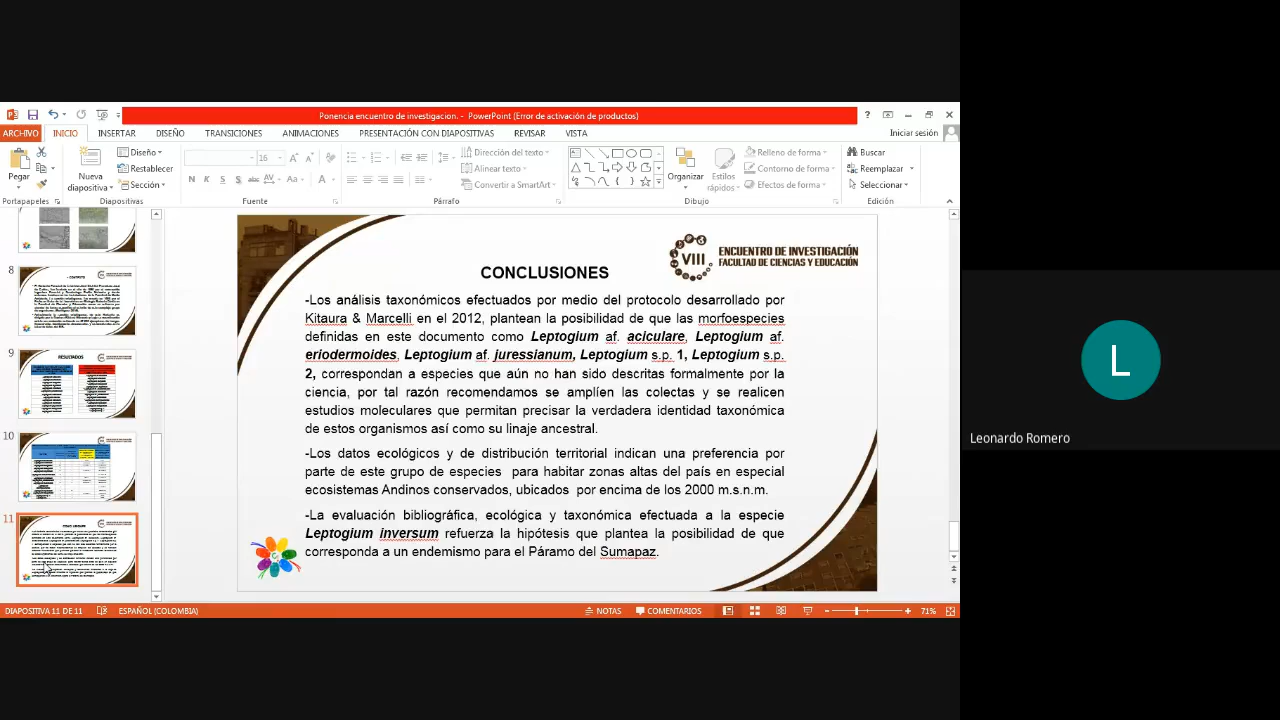 Ponencia encuentro de investigacion. - PowerPoint (Error de activación de productos)
ARCHIVO INICIO INSERTAR DISEÑO TRANSICIONES ANIMACIONES PRESENTACIÓN CON DIAPOSITIVAS REVISAR VISTA Iniciar sesión
Pegar
Nueva diapositiva
Diseño
Restablecer
Sección
16
N K S S abc AV Aa A
Dirección del texto
Alinear texto
Convertir a SmartArt
Organizar
Estilos rápidos
Relleno de forma
Contorno de forma
Efectos de forma
Buscar
Reemplazar
Seleccionar
Portapapeles Diapositivas Fuente Párrafo Dibujo Edición
8
9
RESULTADOS
10
11
VIII ENCUENTRO DE INVESTIGACIÓN
FACULTAD DE CIENCIAS Y EDUCACIÓN
CONCLUSIONES
-Los análisis taxonómicos efectuados por medio del protocolo desarrollado por
Kitaura & Marcelli en el 2012, plantean la posibilidad de que las morfoespecies
definidas en este documento como Leptogium af. aciculare, Leptogium af.
eriodermoides, Leptogium af. juressianum, Leptogium s.p. 1, Leptogium s.p.
2, correspondan a especies que aún no han sido descritas formalmente por la
ciencia, por tal razón recomendamos se amplíen las colectas y se realicen
estudios moleculares que permitan precisar la verdadera identidad taxonómica
de estos organismos así como su linaje ancestral.
-Los datos ecológicos y de distribución territorial indican una preferencia por
parte de este grupo de especies para habitar zonas altas del país en especial
ecosistemas Andinos conservados, ubicados por encima de los 2000 m.s.n.m.
-La evaluación bibliográfica, ecológica y taxonómica efectuada a la especie
Leptogium inversum refuerza la hipótesis que plantea la posibilidad de que
corresponda a un endemismo para el Páramo del Sumapaz.
DIAPOSITIVA 11 DE 11 ESPAÑOL (COLOMBIA) NOTAS COMENTARIOS 71%
L
Leonardo Romero